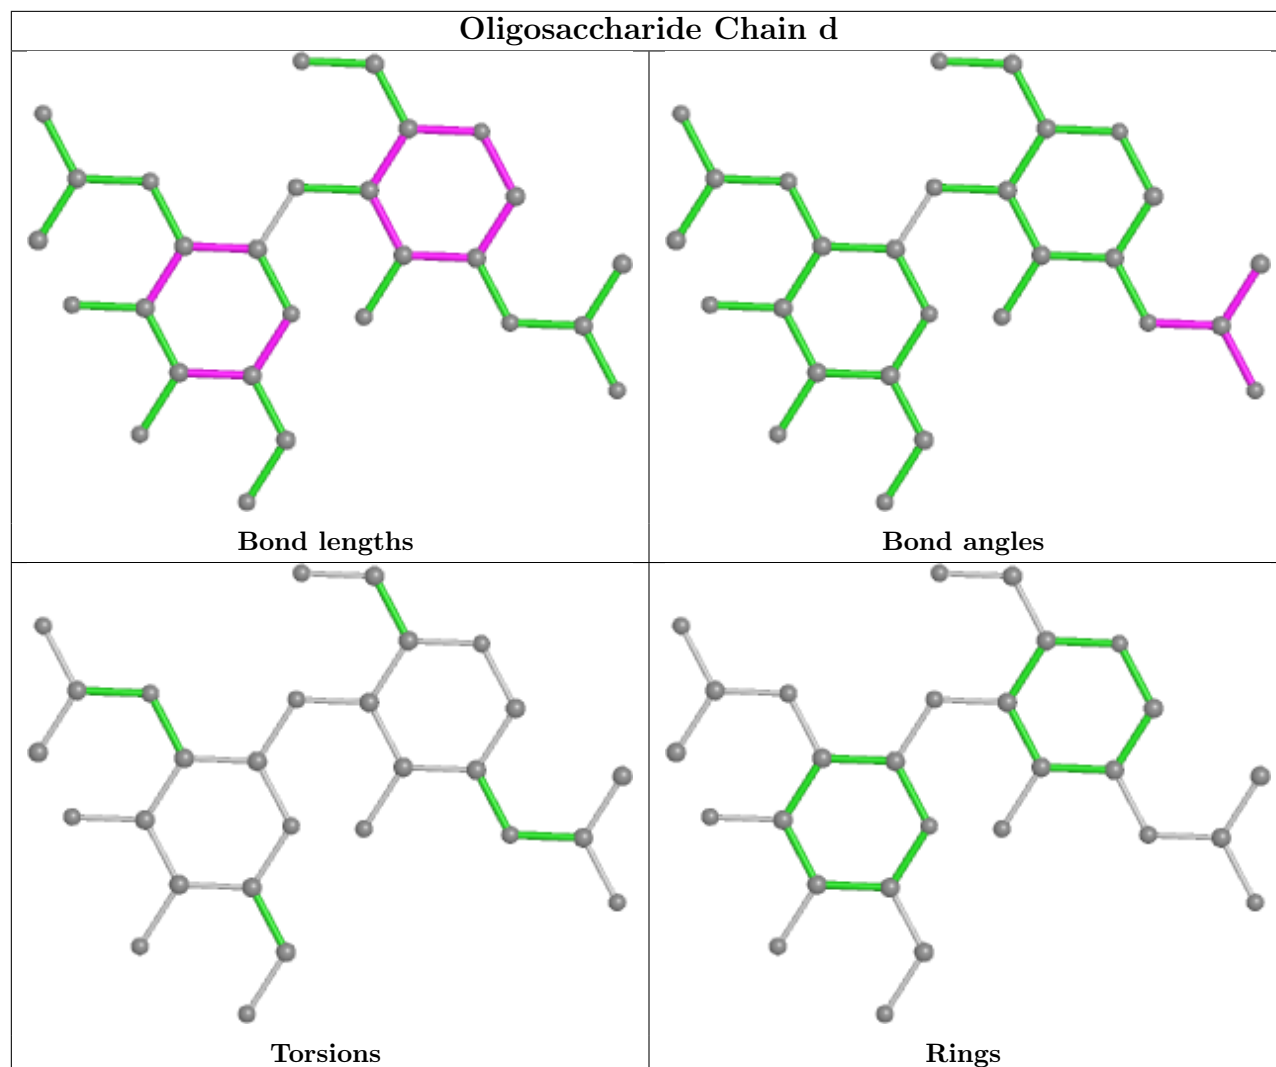 Oligosaccharide Chain d
Bond lengths
Bond angles
Torsions
Rings